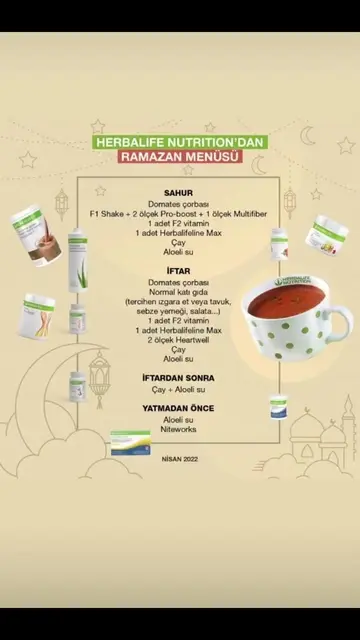 HERBALIFE NUTRITION'DAN
RAMAZAN MENÜSÜ
SAHUR
Domates çorbası
F1 Shake + 2 ölçek Pro-boost + 1 ölçek Multifiber
1 adet F2 vitamin
1 adet Herbalifeline Max
Çay
Aloeli su
İFTAR
Domates çorbası
Normal katı gıda
(tercihen ızgara et veya tavuk,
sebze yemeği, salata...)
1 adet F2 vitamin
1 adet Herbalifeline Max
2 ölçek Heartwell
Çay
Aloeli su
İFTARDAN SONRA
Çay + Aloeli su
YATMADAN ÖNCE
Aloeli su
Niteworks
NİSAN 2022
HERBALIFE
NUTRITION